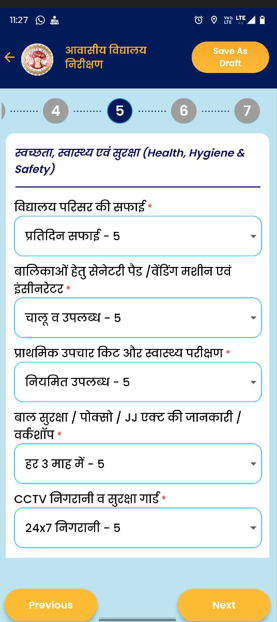 11:27
LTE
आवासीय विद्यालय
निरीक्षण
Save As
Draft
4 5 6 7
स्वच्छता, स्वास्थ्य एवं सुरक्षा (Health, Hygiene &
Safety)
विद्यालय परिसर की सफाई *
प्रतिदिन सफाई - 5
बालिकाओं हेतु सेनेटरी पैड /वेंडिंग मशीन एवं
इंसीनरेटर *
चालू व उपलब्ध - 5
प्राथमिक उपचार किट और स्वास्थ्य परीक्षण *
नियमित उपलब्ध - 5
बाल सुरक्षा / पोक्सो / JJ एक्ट की जानकारी /
वर्कशॉप *
हर 3 माह में - 5
CCTV निगरानी व सुरक्षा गार्ड *
24x7 निगरानी - 5
Previous Next